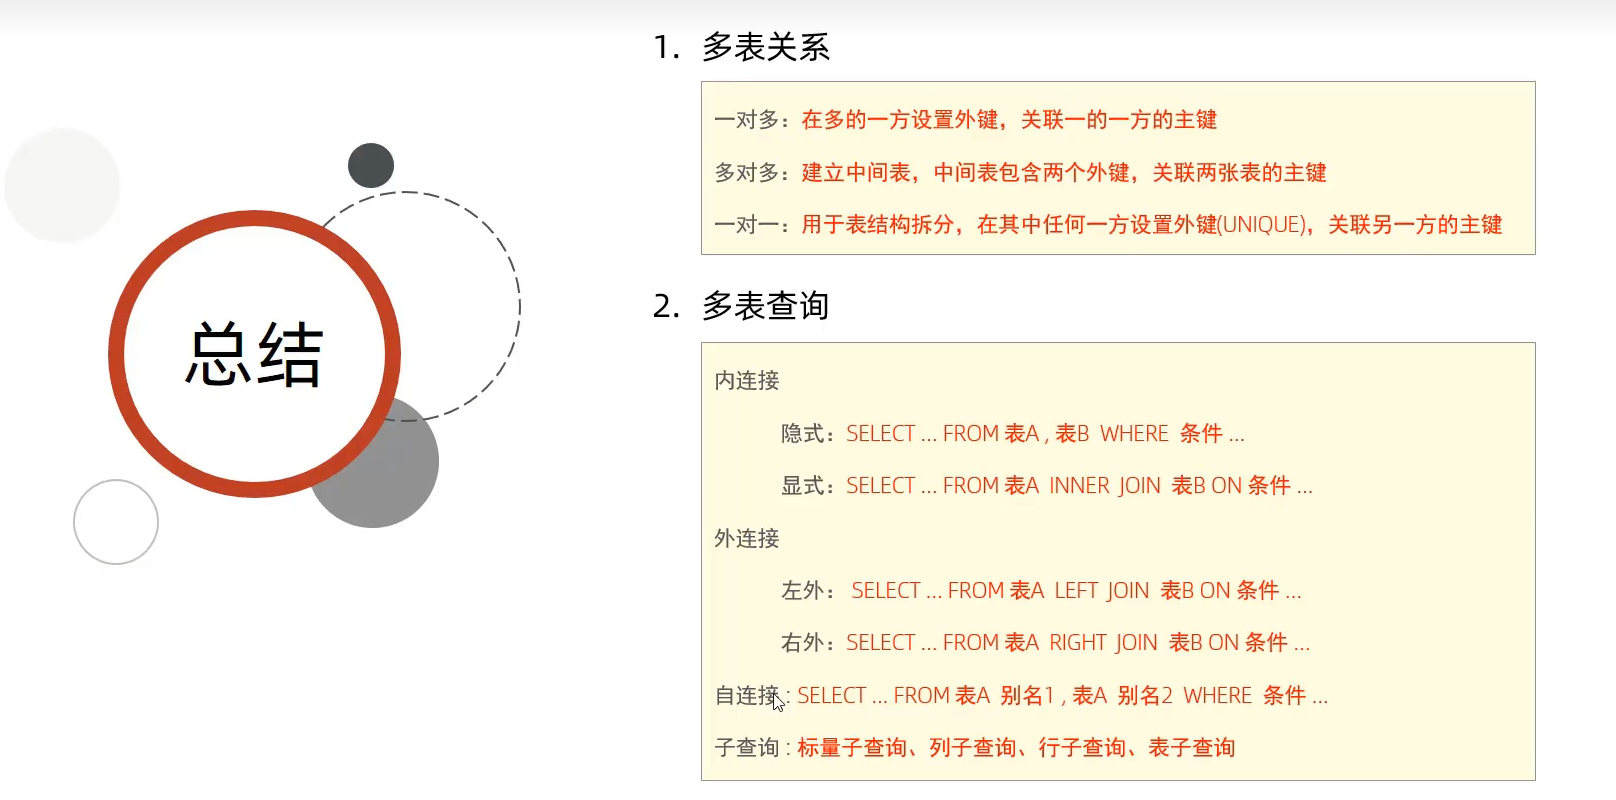 总结
1. 多表关系
一对多：在多的一方设置外键，关联一的一方的主键
多对多：建立中间表，中间表包含两个外键，关联两张表的主键
一对一：用于表结构拆分，在其中任何一方设置外键(UNIQUE)，关联另一方的主键
2. 多表查询
内连接
隐式：SELECT ... FROM 表A , 表B WHERE 条件 ...
显式：SELECT ... FROM 表A INNER JOIN 表B ON 条件 ...
外连接
左外： SELECT ... FROM 表A LEFT JOIN 表B ON 条件 ...
右外：SELECT ... FROM 表A RIGHT JOIN 表B ON 条件 ...
自连接 : SELECT ... FROM 表A 别名1 , 表A 别名2 WHERE 条件 ...
子查询 : 标量子查询、列子查询、行子查询、表子查询